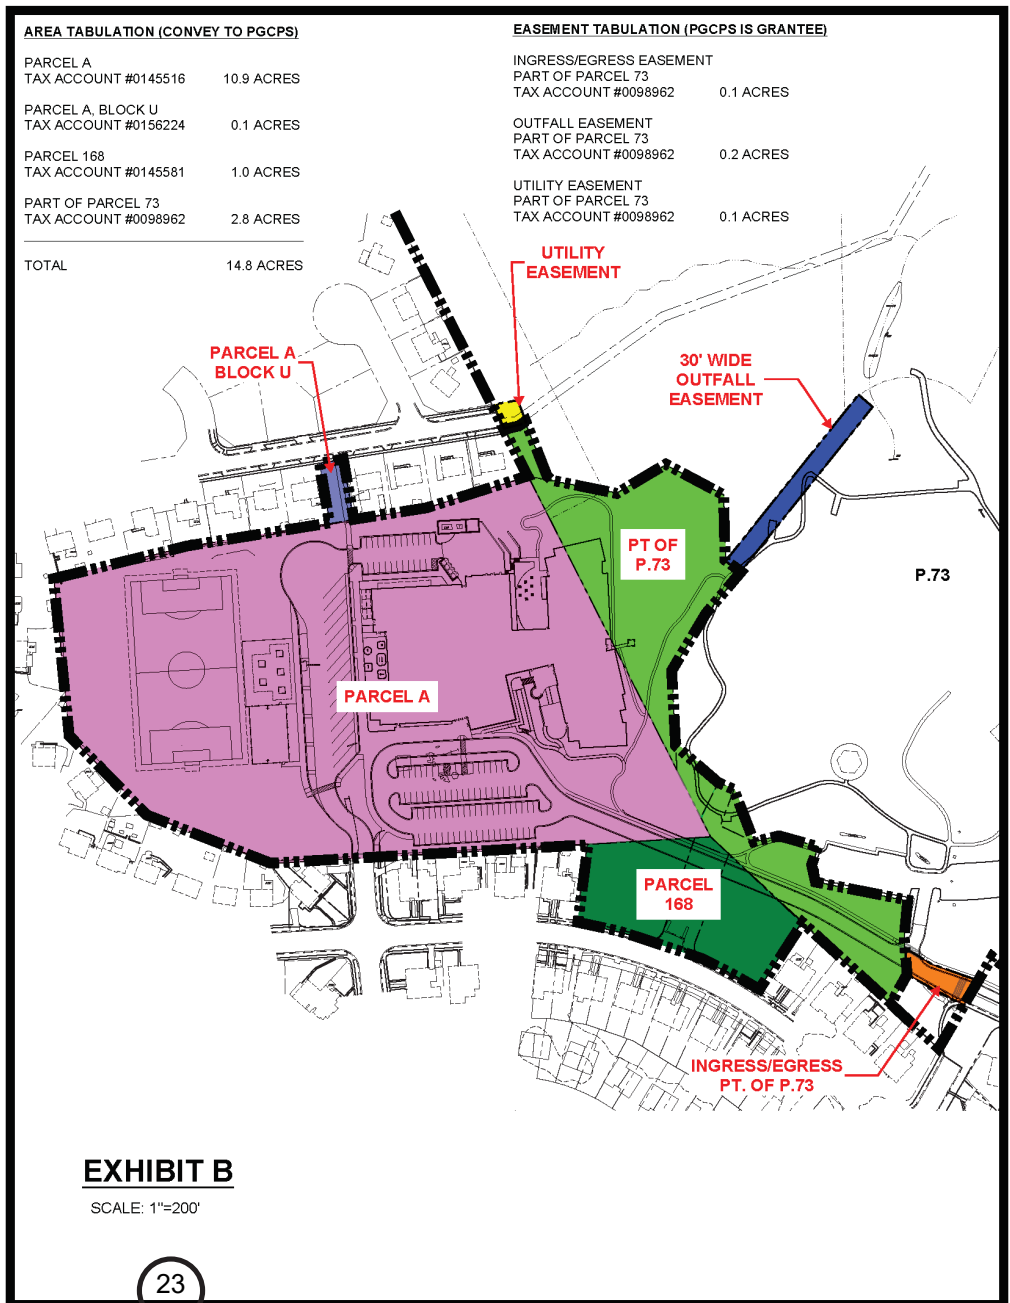 AREA TABULATION (CONVEY TO PGCPS)
PARCEL A
TAX ACCOUNT #0145516 10.9 ACRES
PARCEL A, BLOCK U
TAX ACCOUNT #0156224 0.1 ACRES
PARCEL 168
TAX ACCOUNT #0145581 1.0 ACRES
PART OF PARCEL 73
TAX ACCOUNT #0098962 2.8 ACRES
TOTAL 14.8 ACRES
EASEMENT TABULATION (PGCPS IS GRANTEE)
INGRESS/EGRESS EASEMENT
PART OF PARCEL 73
TAX ACCOUNT #0098962 0.1 ACRES
OUTFALL EASEMENT
PART OF PARCEL 73
TAX ACCOUNT #0098962 0.2 ACRES
UTILITY EASEMENT
PART OF PARCEL 73
TAX ACCOUNT #0098962 0.1 ACRES
UTILITY
EASEMENT
PARCEL A
BLOCK U
30' WIDE
OUTFALL
EASEMENT
PT OF
P.73
P.73
PARCEL A
PARCEL
168
INGRESS/EGRESS
PT. OF P.73
EXHIBIT B
SCALE: 1"=200'
23